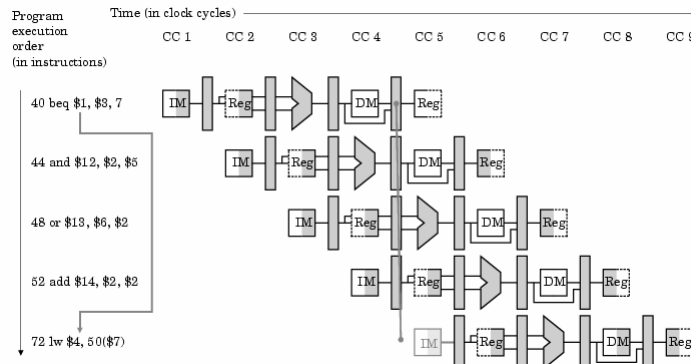 Time (in clock cycles)
Program
execution
order
(in instructions)
CC 1 CC 2 CC 3 CC 4 CC 5 CC 6 CC 7 CC 8 CC 9
40 beq $1, $3, 7
IM Reg DM Reg
44 and $12, $2, $5
IM Reg DM Reg
48 or $13, $6, $2
IM Reg DM Reg
52 add $14, $2, $2
IM Reg DM Reg
72 lw $4, 50($7)
IM Reg DM Reg